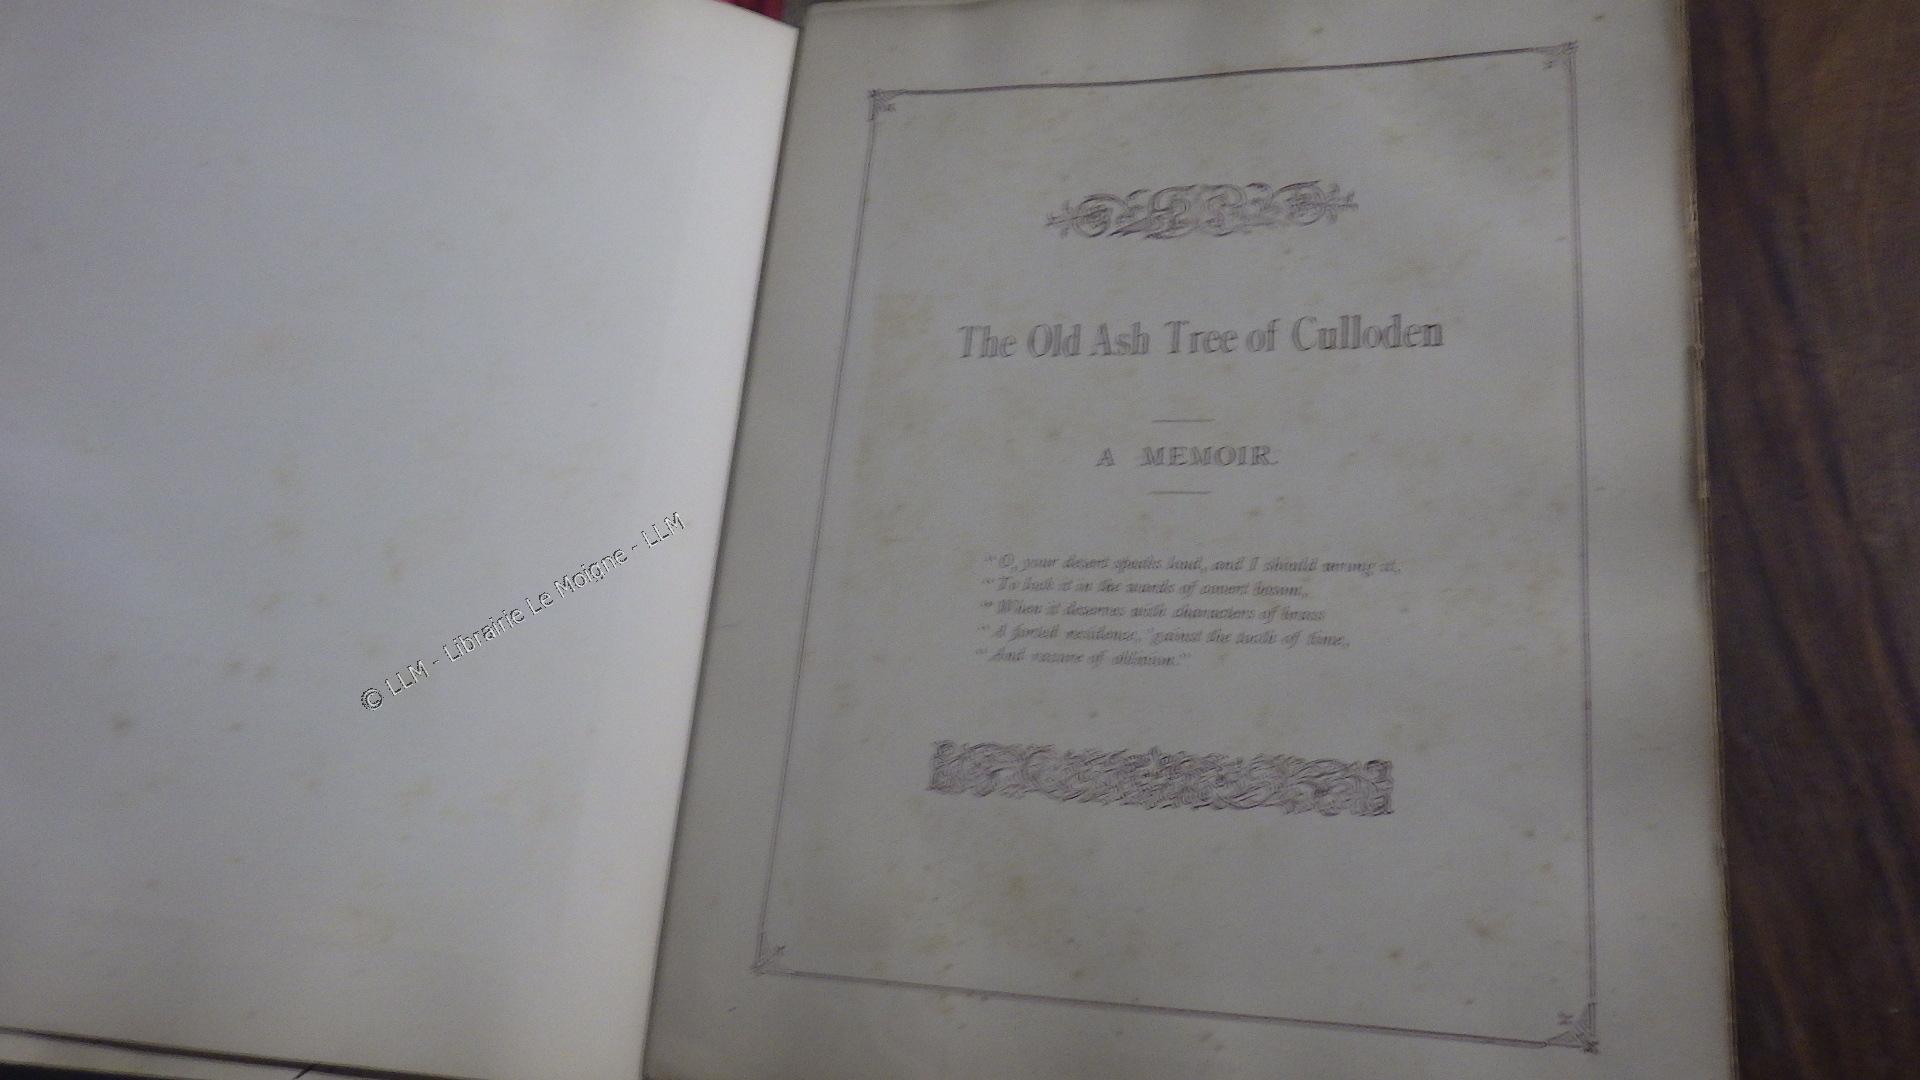 The Old Ash Tree of Culloden
A MEMOIR.
" O, your desert speaks loud, and I should wrong it,
" To lock it in the wards of covert bosom,
" When it deserves with characters of brass
" A forted residence, 'gainst the tooth of time,
" And razure of oblivion."
© LLM - Librairie Le Moigne - LLM